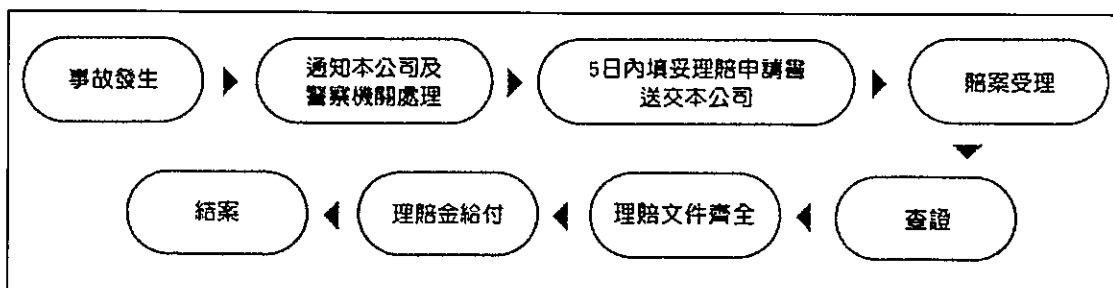 事故發生
通知本公司及
警察機關處理
5日內填妥理賠申請書
送交本公司
賠案受理
查證
理賠文件齊全
理賠金給付
結案